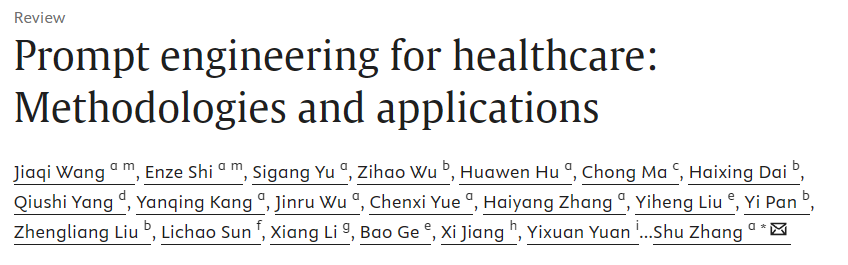 Review
Prompt engineering for healthcare:
Methodologies and applications
Jiaqi Wang a m, Enze Shi a m, Sigang Yu a, Zihao Wu b, Huawen Hu a, Chong Ma c, Haixing Dai b,
Qiushi Yang d, Yanqing Kang a, Jinru Wu a, Chenxi Yue a, Haiyang Zhang a, Yiheng Liu e, Yi Pan b,
Zhengliang Liu b, Lichao Sun f, Xiang Li g, Bao Ge e, Xi Jiang h, Yixuan Yuan i...Shu Zhang a *